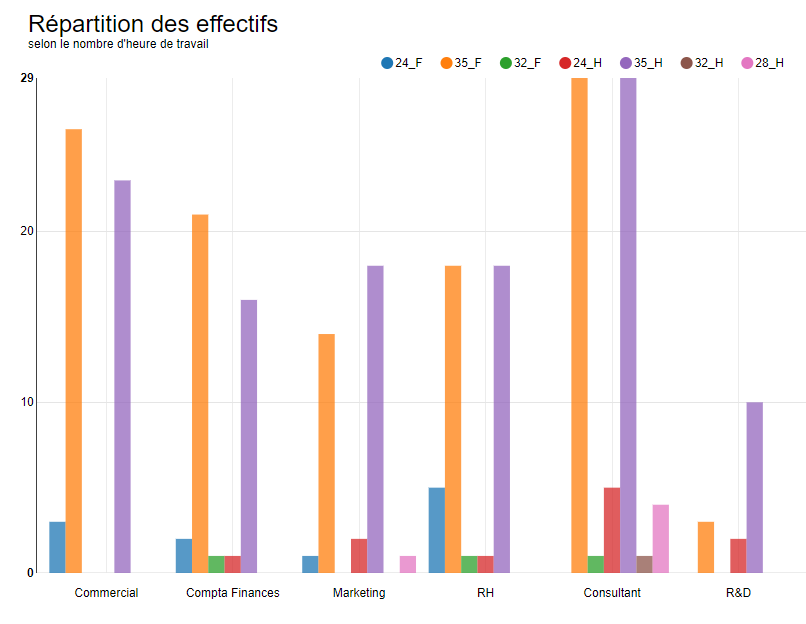 Répartition des effectifs
selon le nombre d'heure de travail
24_F 35_F 32_F 24_H 35_H 32_H 28_H
29
20
10
0
Commercial Compta Finances Marketing RH Consultant R&D